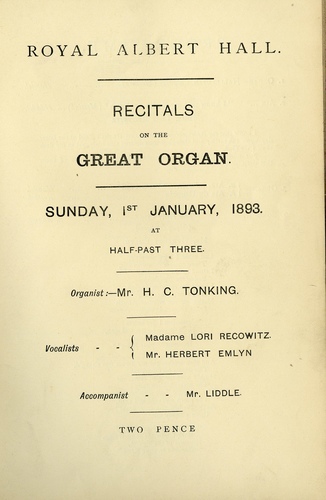 ROYAL ALBERT HALL.
RECITALS
ON THE
GREAT ORGAN.
SUNDAY, 1ST JANUARY, 1893.
AT
HALF-PAST THREE.
Organist:—Mr. H. C. TONKING.
Vocalists - - { Madame LORI RECOWITZ.
Mr. HERBERT EMLYN
Accompanist - - Mr. LIDDLE.
TWO PENCE